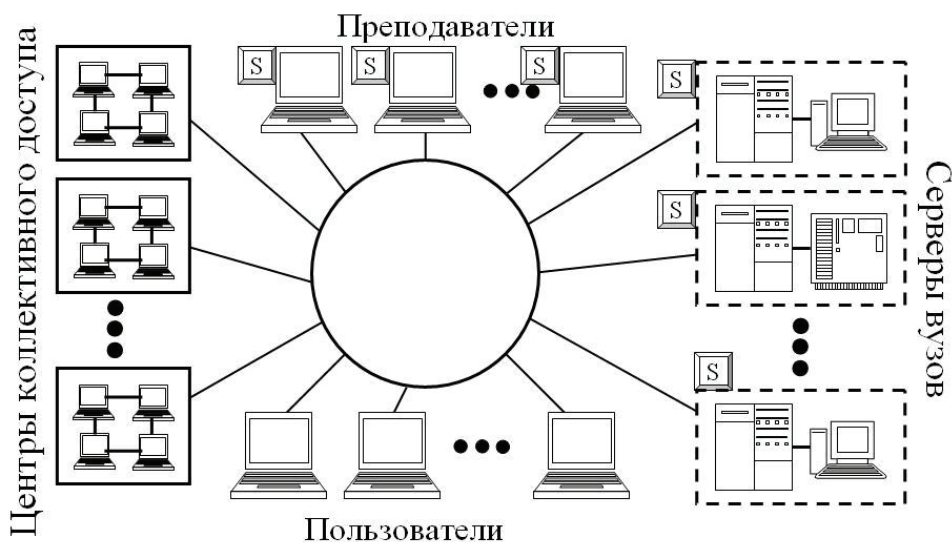 Преподаватели
Центры коллективного доступа
S
S
S
S
S
S
Серверы вузов
Пользователи